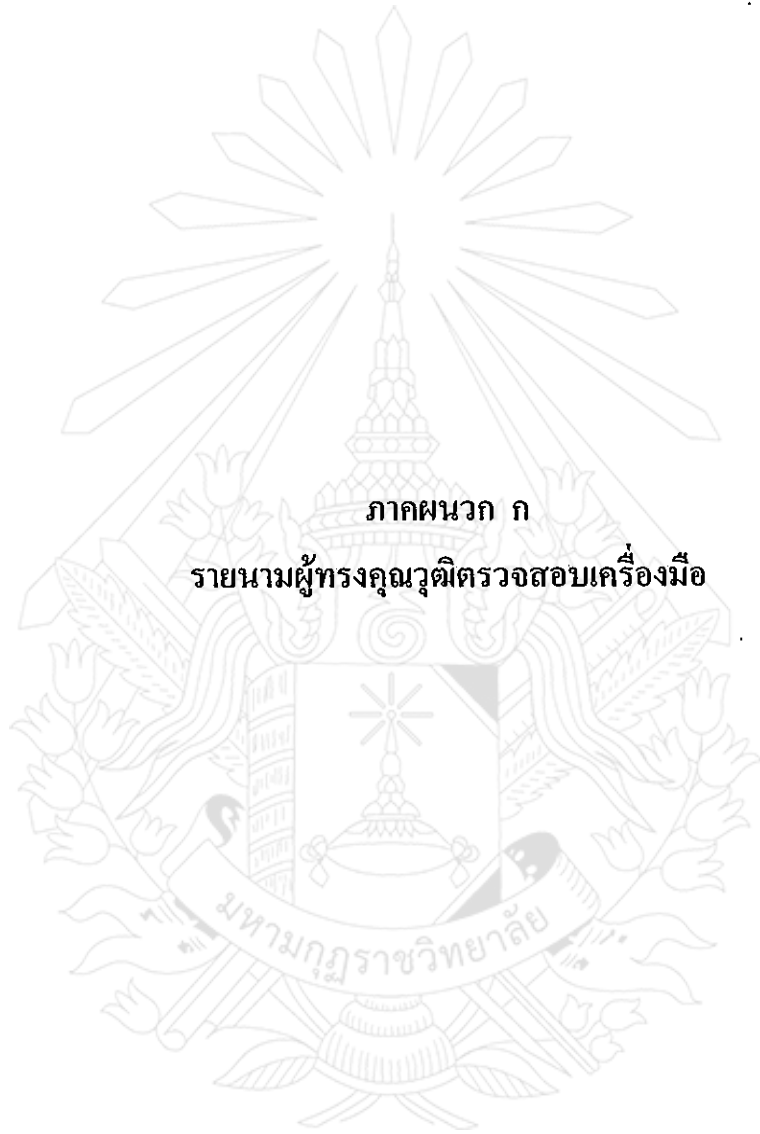 ภาคผนวก ก
รายนามผู้ทรงคุณวุฒิตรวจสอบเครื่องมือ
มหามกุฏราชวิทยาลัย